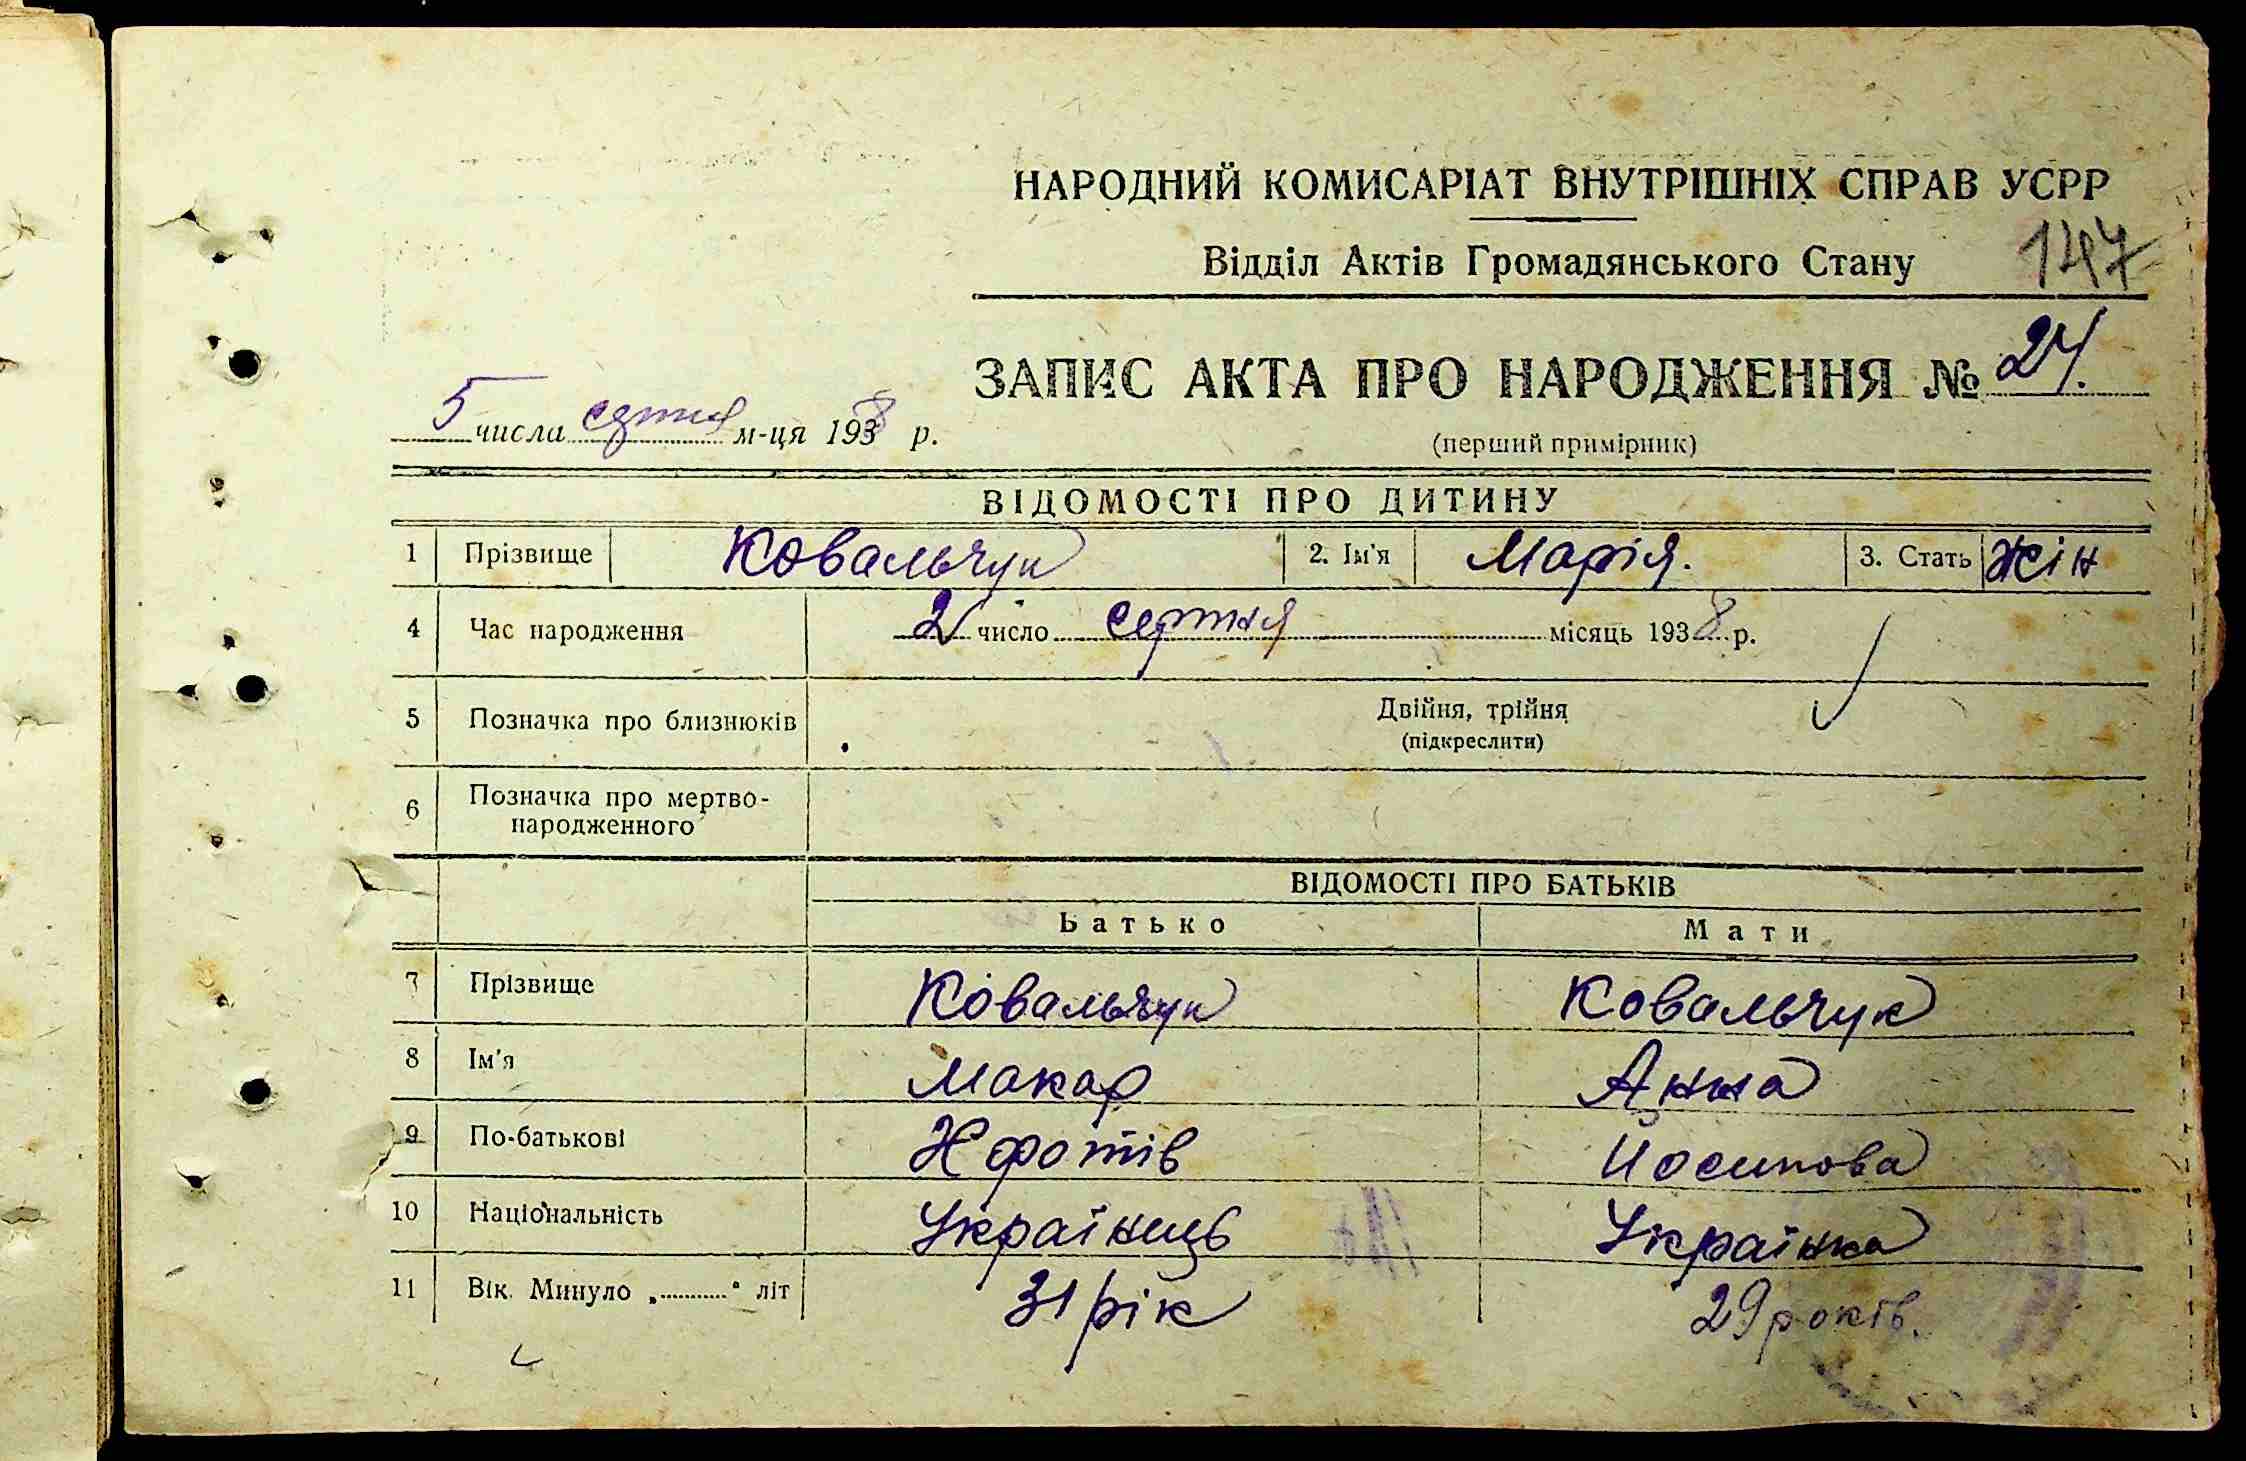 НАРОДНИЙ КОМИСАРІАТ ВНУТРІШНІХ СПРАВ УСРР
Відділ Актів Громадянського Стану 147
ЗАПИС АКТА ПРО НАРОДЖЕННЯ № 24.
5 числа серпня м-ця 1938 р.
(перший примірник)
ВІДОМОСТІ ПРО ДИТИНУ
1 Прізвище Ковальчук 2. Ім'я Марія. 3. Стать жін
4 Час народження 2 число серпня місяць 1938 р.
5 Позначка про близнюків Двійня, трійня
(підкреслити)
6 Позначка про мертво-
народженного
ВІДОМОСТІ ПРО БАТЬКІВ
Батько Мати
7 Прізвище Ковальчук Ковальчук
8 Ім'я Макар Анна
9 По-батькові Йосипова
10 Національність Українець Українка
11 Вік. Минуло „..........“ літ 31 рік 29 років.